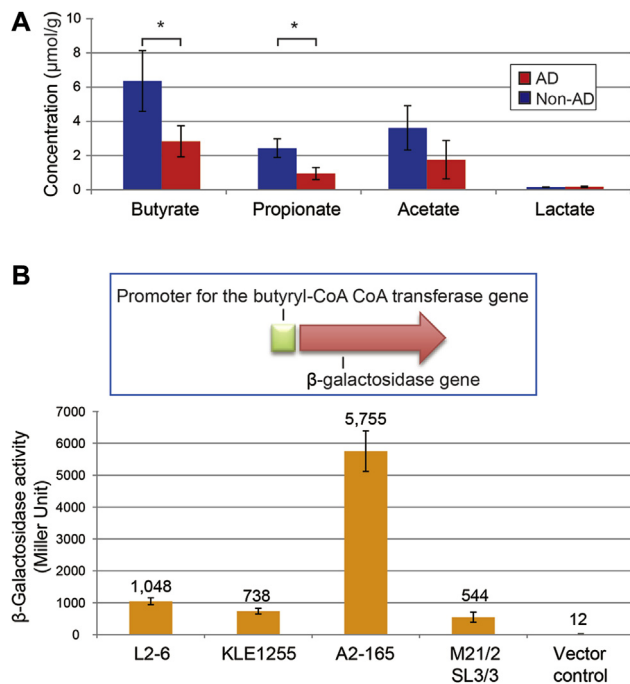 A
Concentration (μmol/g)
10
8
6
4
2
0
*
*
AD
Non-AD
Butyrate Propionate Acetate Lactate
B
Promoter for the butyryl-CoA CoA transferase gene
β-galactosidase gene
β-Galactosidase activity
(Miller Unit)
7000
6000
5000
4000
3000
2000
1000
0
1,048
738
5,755
544
12
L2-6
KLE1255
A2-165
M21/2
SL3/3
Vector
control